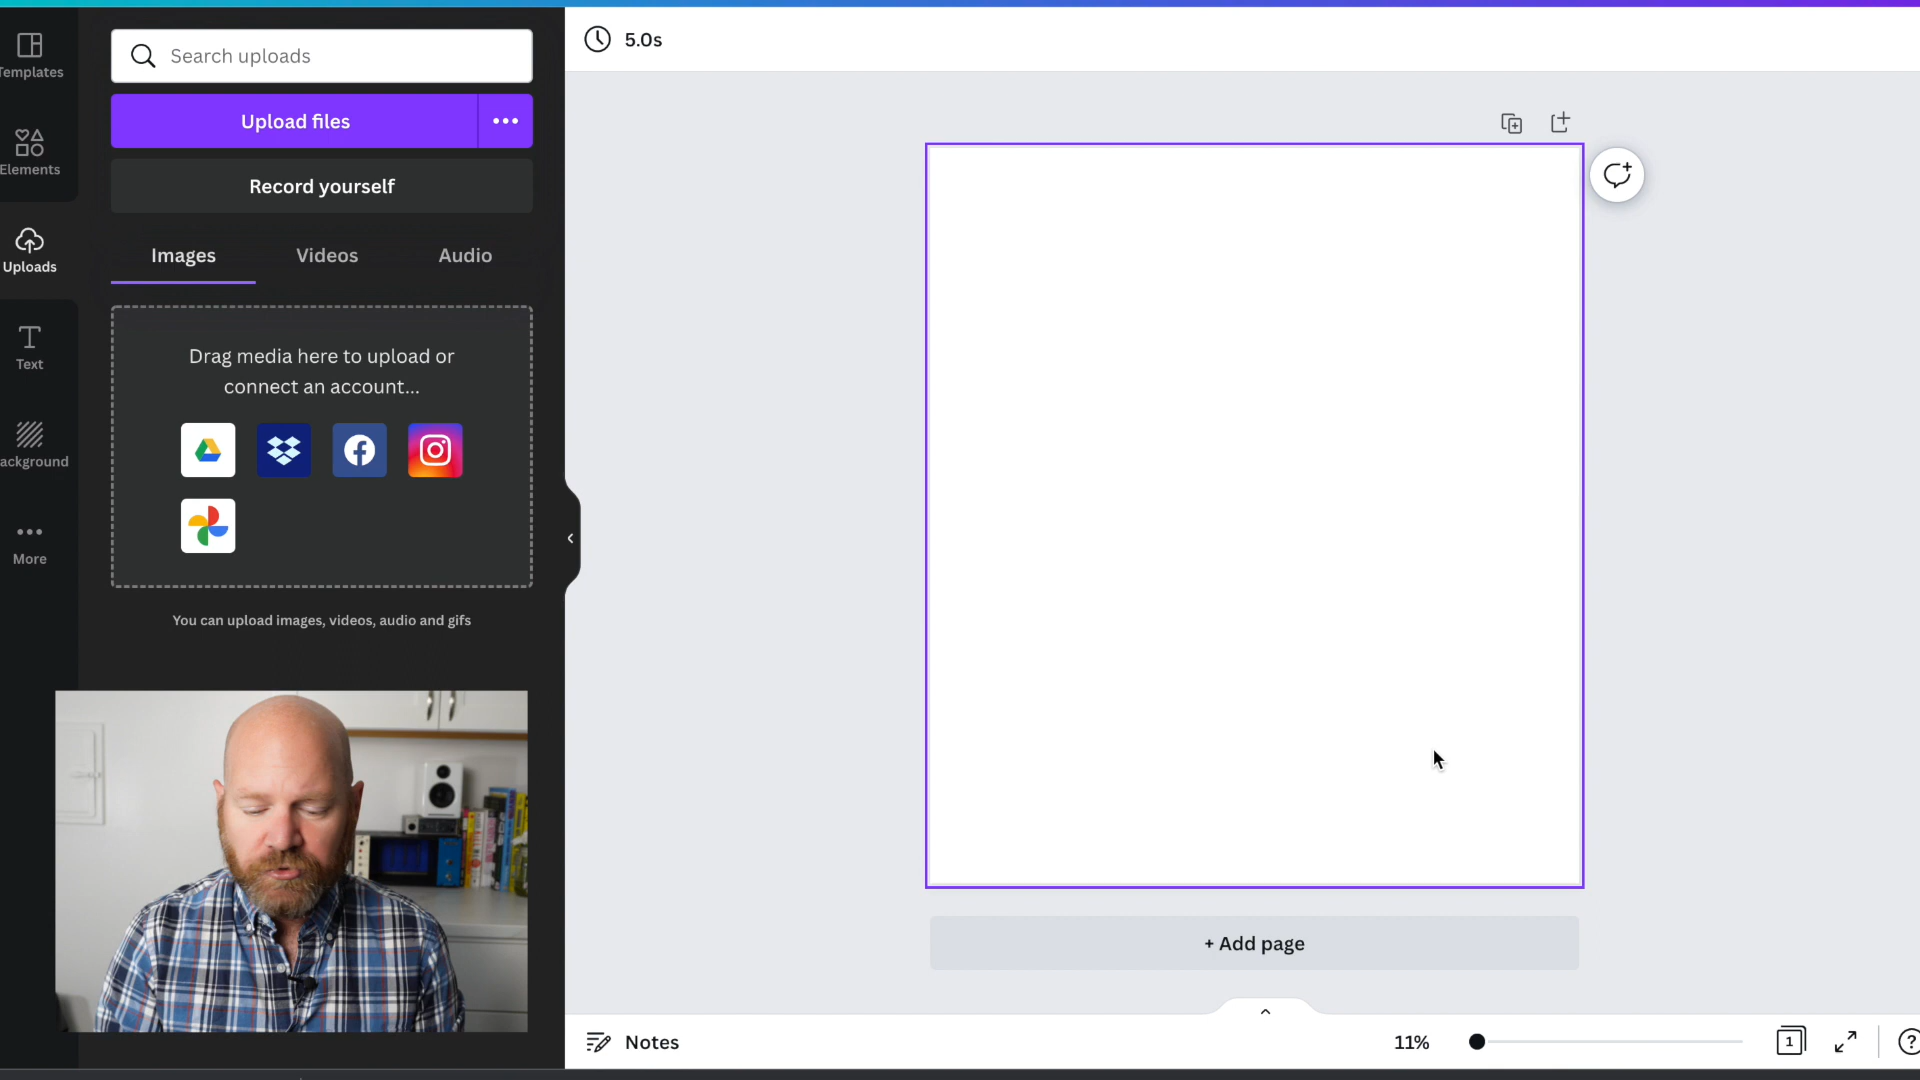 Templates
Elements
Uploads
Text
ackground
More
Search uploads
Upload files
Record yourself
Images
Videos
Audio
Drag media here to upload or
connect an account...
You can upload images, videos, audio and gifs
5.0s
+ Add page
Notes
11%
1
?